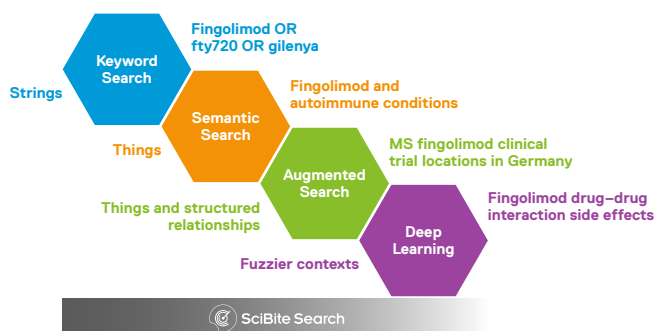 Fingolimod OR
fty720 OR gilenya
Keyword
Search
Strings
Fingolimod and
autoimmune conditions
Semantic
Search
Things
MS fingolimod clinical
trial locations in Germany
Augmented
Search
Things and structured
relationships
Fingolimod drug–drug
interaction side effects
Deep
Learning
Fuzzier contexts
SciBite Search